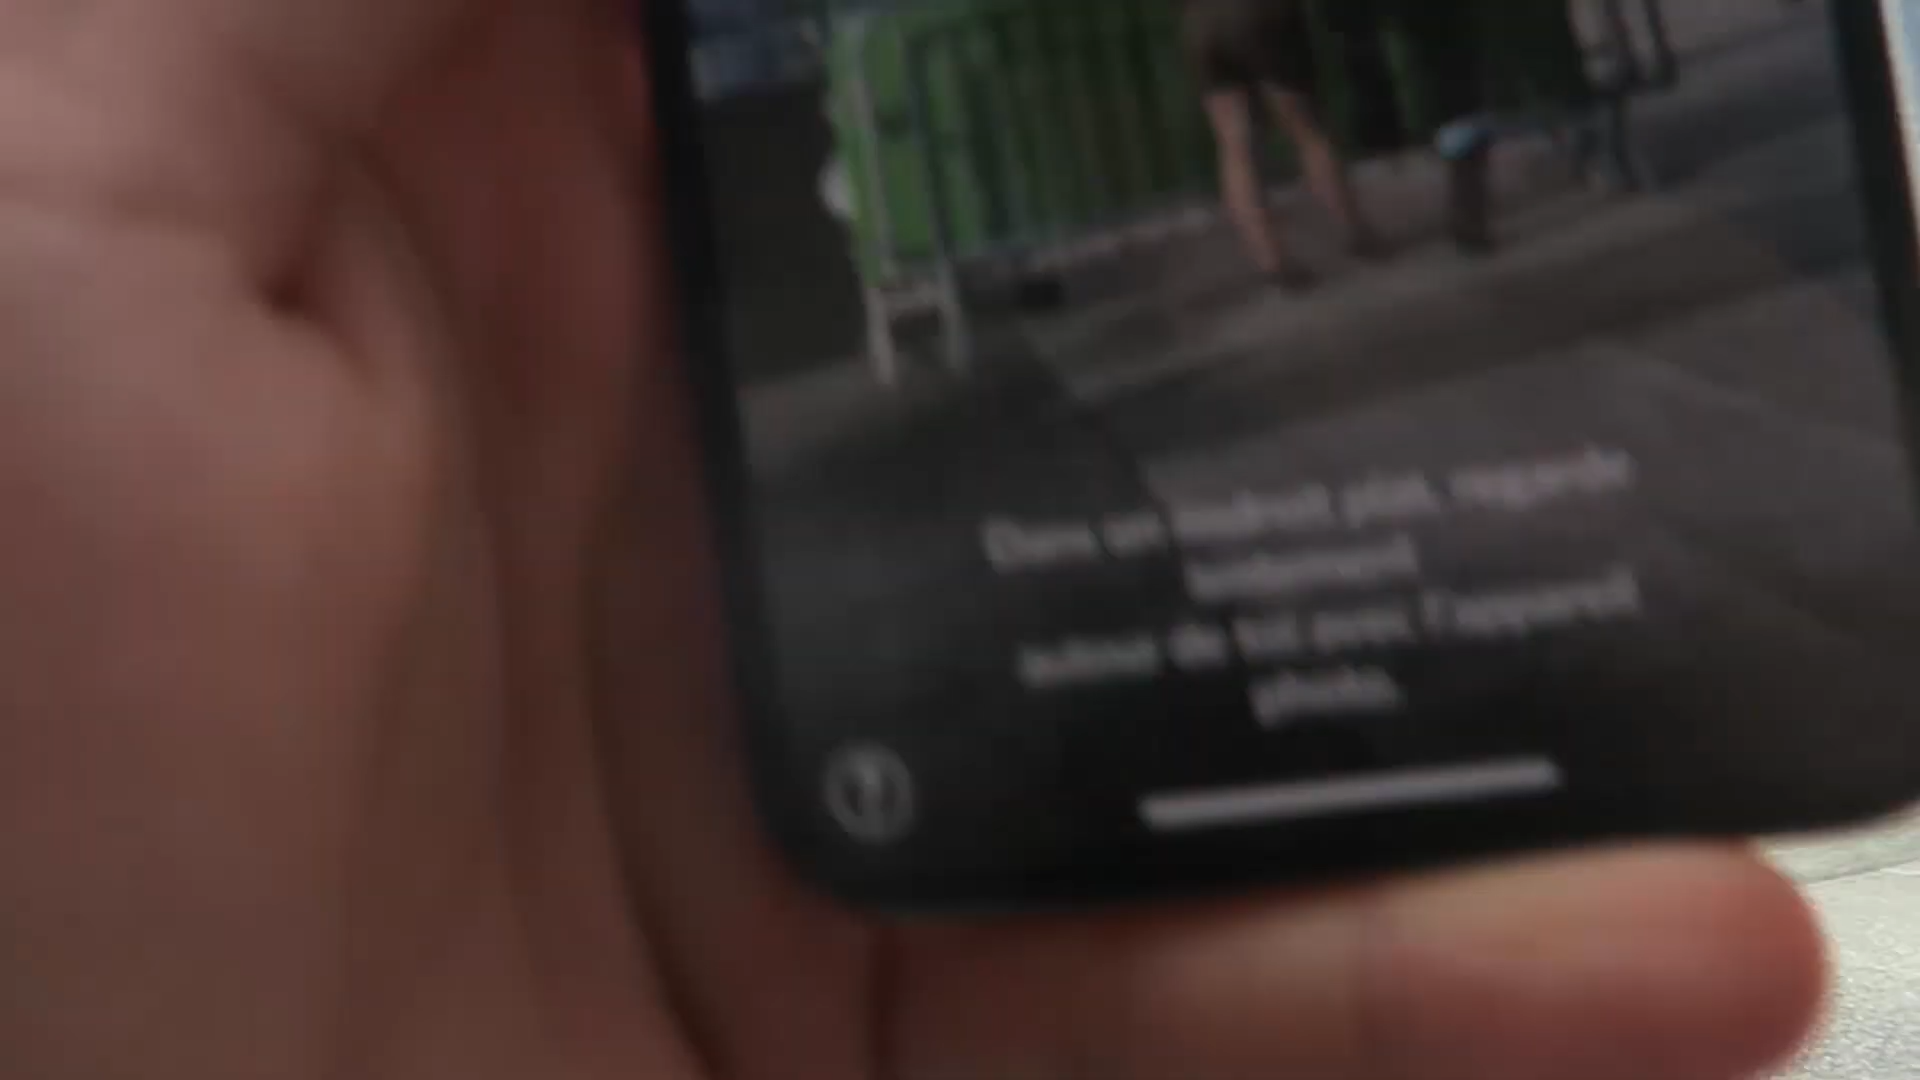 Dans un endroit plat, regarde
lentement
autour de toi avec l'appareil
photo.